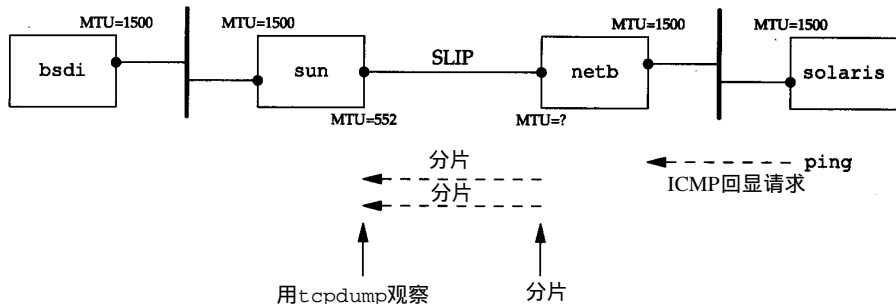 MTU=1500 MTU=1500 MTU=1500 MTU=1500
bsdi sun SLIP netb solaris
MTU=552 MTU=?
分片
分片
ping
ICMP回显请求
用tcpdump观察 分片